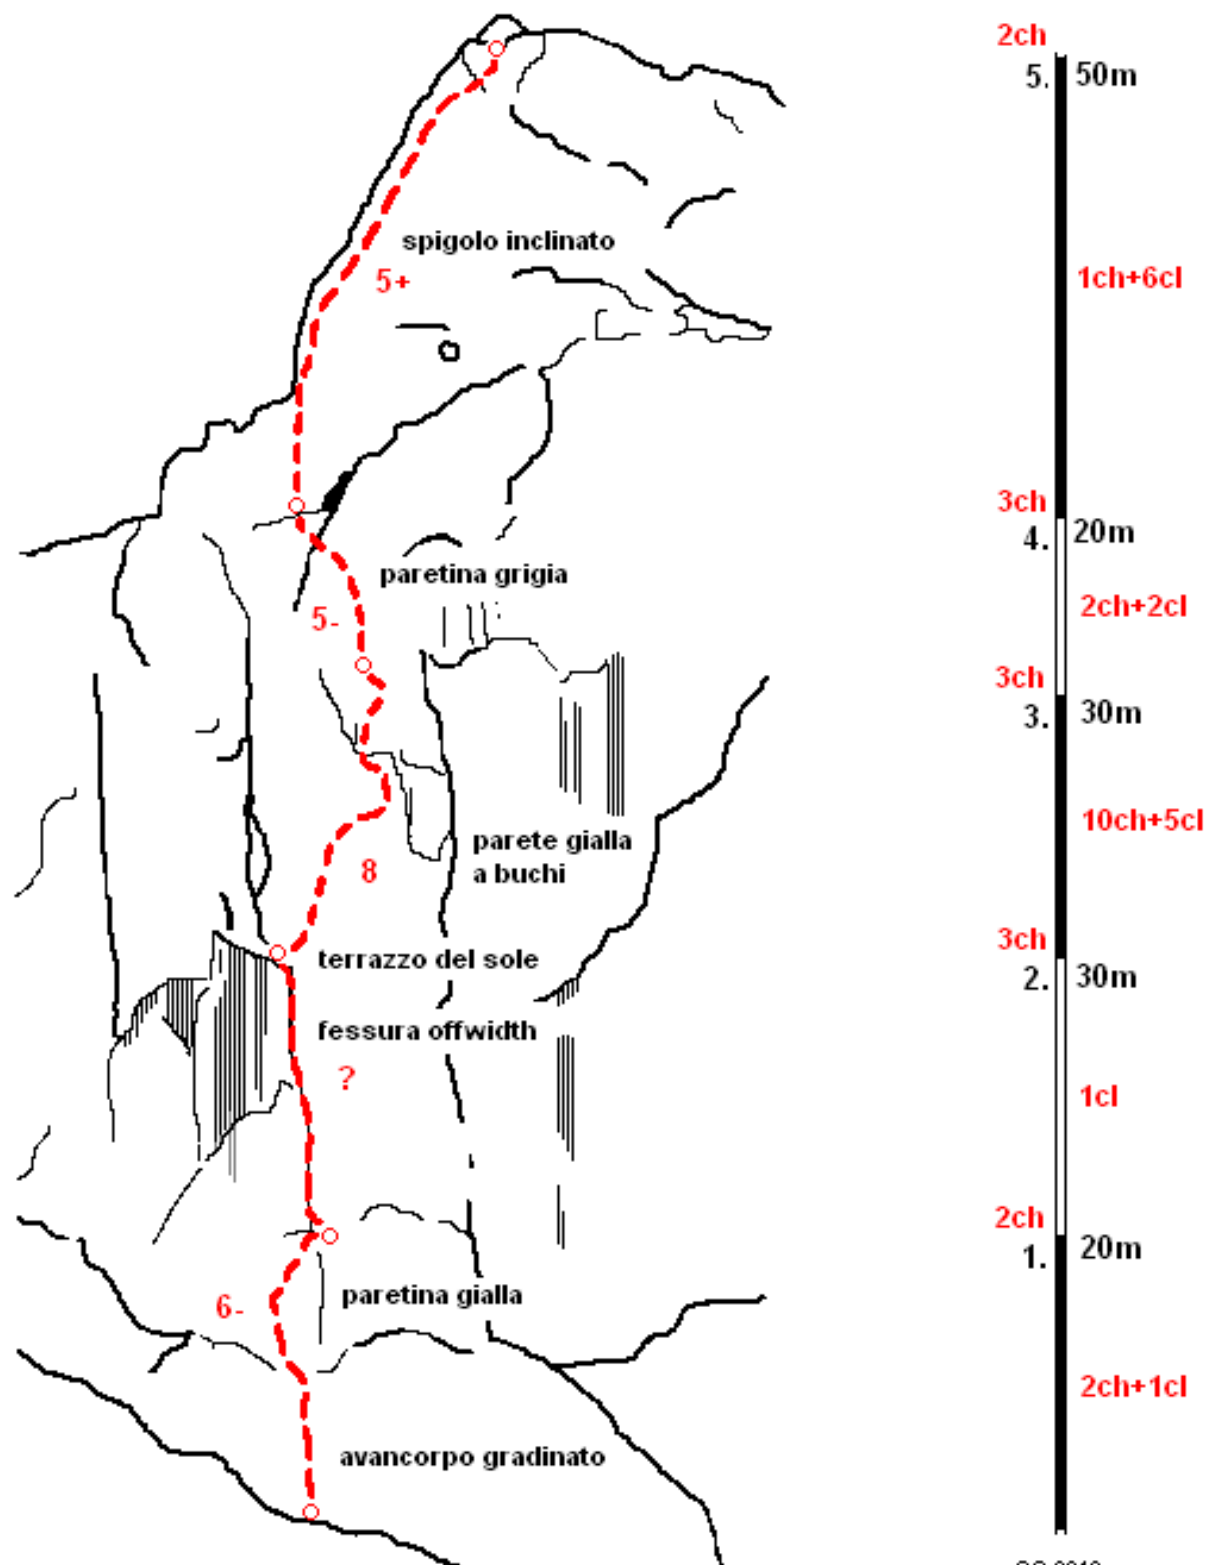 2ch
5. 50m
spigolo inclinato
5+
1ch+6cl
3ch
4. 20m
paretina grigia
5-
2ch+2cl
3ch
3. 30m
10ch+5cl
parete gialla
a buchi
8
3ch
terrazzo del sole
2. 30m
fessura offwidth
?
1cl
2ch
1. 20m
paretina gialla
6-
2ch+1cl
avancorpo gradinato